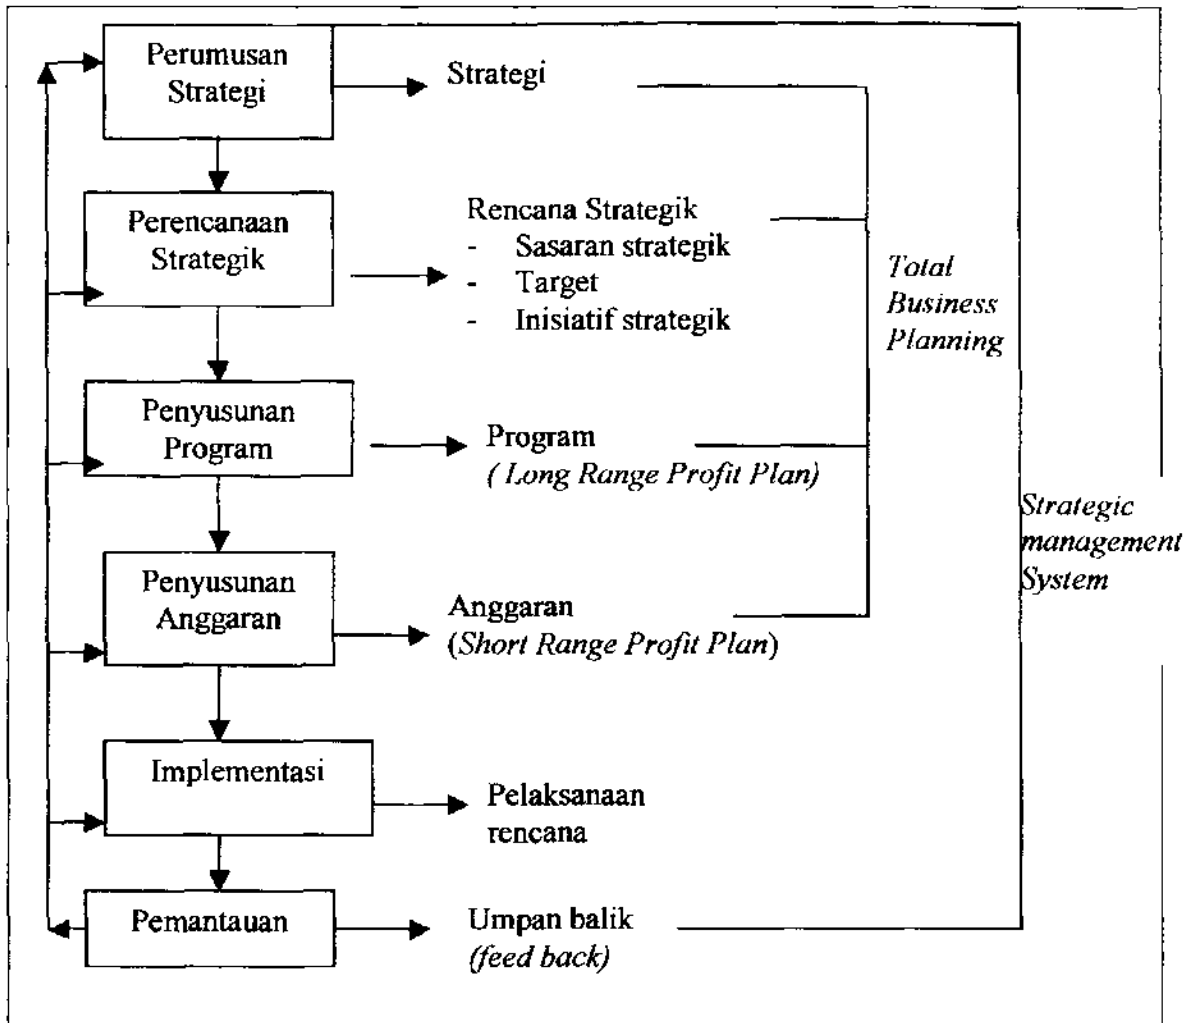 Perumusan
Strategi
Strategi
Perencanaan
Strategik
Rencana Strategik
- Sasaran strategik
- Target
- Inisiatif strategik
Total
Business
Planning
Penyusunan
Program
Program
( Long Range Profit Plan)
Strategic
management
System
Penyusunan
Anggaran
Anggaran
(Short Range Profit Plan)
Implementasi
Pelaksanaan
rencana
Pemantauan
Umpan balik
(feed back)